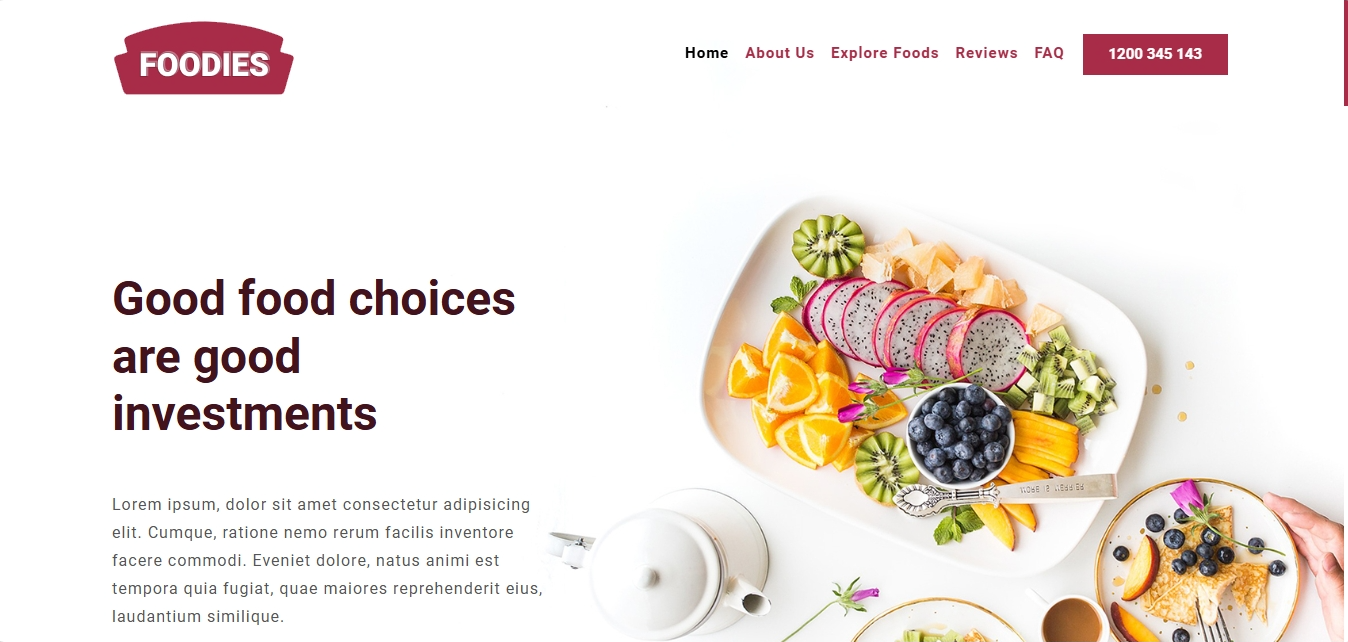 FOODIES
Home About Us Explore Foods Reviews FAQ 1200 345 143
Good food choices
are good
investments
Lorem ipsum, dolor sit amet consectetur adipisicing
elit. Cumque, ratione nemo rerum facilis inventore
facere commodi. Eveniet dolore, natus animi est
tempora quia fugiat, quae maiores reprehenderit eius,
laudantium similique.